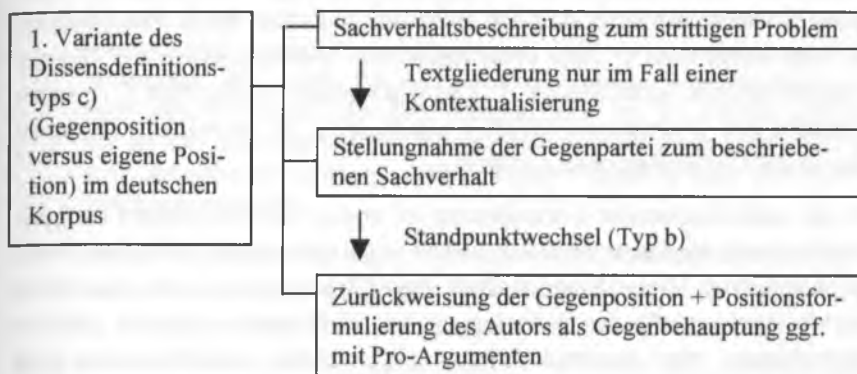 1. Variante des
Dissensdefinitions-
typs c)
(Gegenposition
versus eigene Posi-
tion) im deutschen
Korpus
Sachverhaltsbeschreibung zum strittigen Problem
Textgliederung nur im Fall einer
Kontextualisierung
Stellungnahme der Gegenpartei zum beschriebe-
nen Sachverhalt
Standpunktwechsel (Typ b)
Zurückweisung der Gegenposition + Positionsfor-
mulierung des Autors als Gegenbehauptung ggf.
mit Pro-Argumenten